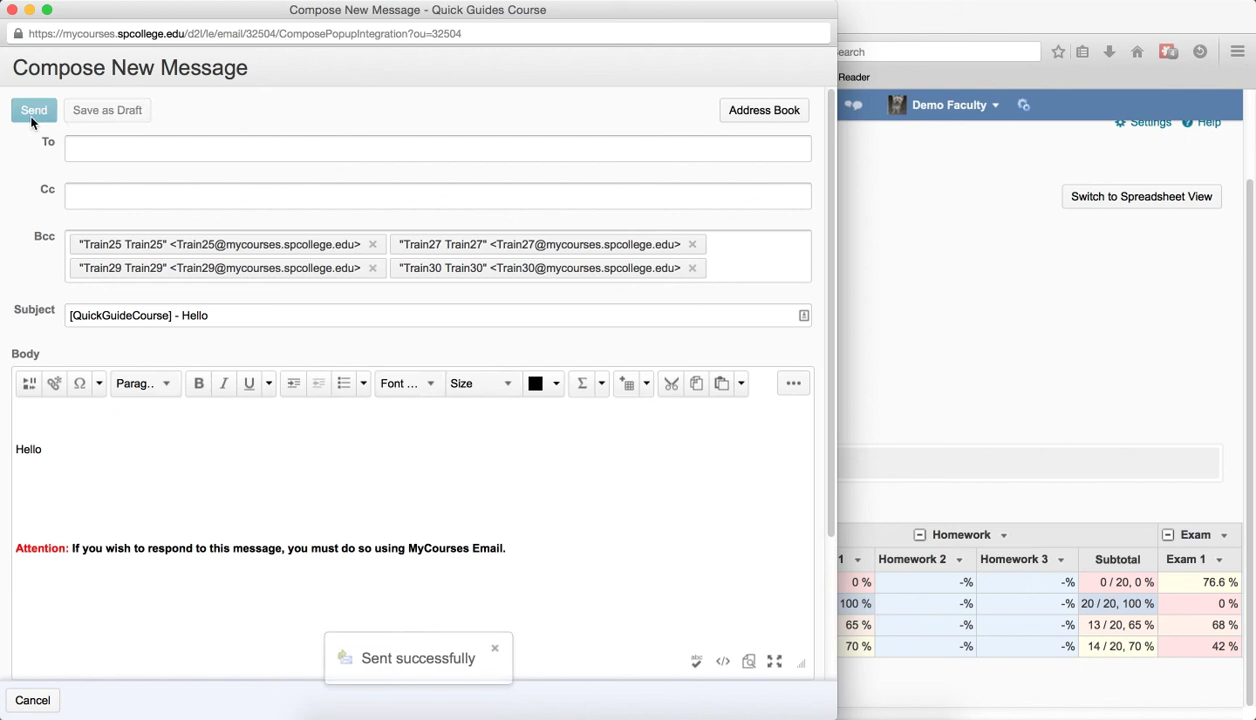 Compose New Message - Quick Guides Course
https://mycourses.spcollege.edu/d2l/le/email/32504/ComposePopupIntegration?ou=32504
Compose New Message
Send
Save as Draft
Address Book
To
Cc
Bcc
"Train25 Train25" <Train25@mycourses.spcollege.edu>
"Train27 Train27" <Train27@mycourses.spcollege.edu>
"Train29 Train29" <Train29@mycourses.spcollege.edu>
"Train30 Train30" <Train30@mycourses.spcollege.edu>
Subject
[QuickGuideCourse] - Hello
Body
Parag..
B I U
Font ...
Size
Hello
Attention: If you wish to respond to this message, you must do so using MyCourses Email.
Sent successfully
Cancel
earch
Reader
Demo Faculty
Settings Help
Switch to Spreadsheet View
Homework Exam
1 Homework 2 Homework 3 Subtotal Exam 1
0 % -% -% 0 / 20, 0 % 76.6 %
100 % -% -% 20 / 20, 100 % 0 %
65 % -% -% 13 / 20, 65 % 68 %
70 % -% -% 14 / 20, 70 % 42 %